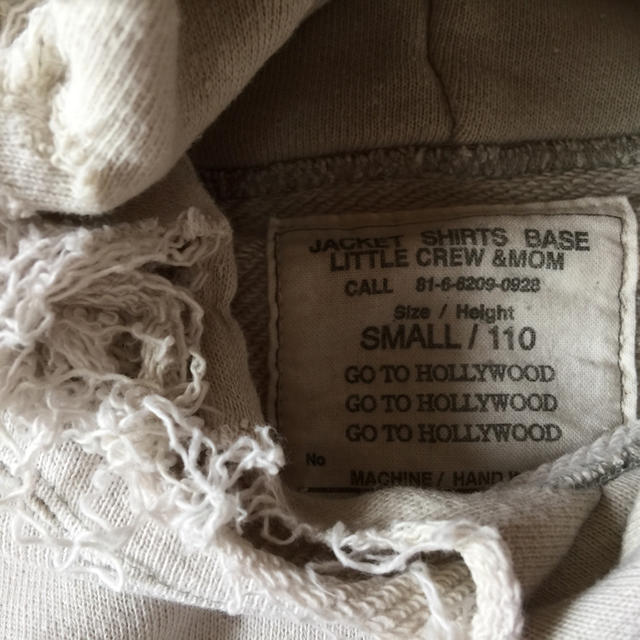 JACKET SHIRTS BASE
LITTLE CREW &MOM
CALL 81-6-6209-0928
Size / Height
SMALL / 110
GO TO HOLLYWOOD
GO TO HOLLYWOOD
GO TO HOLLYWOOD
No
MACHINE / HAND